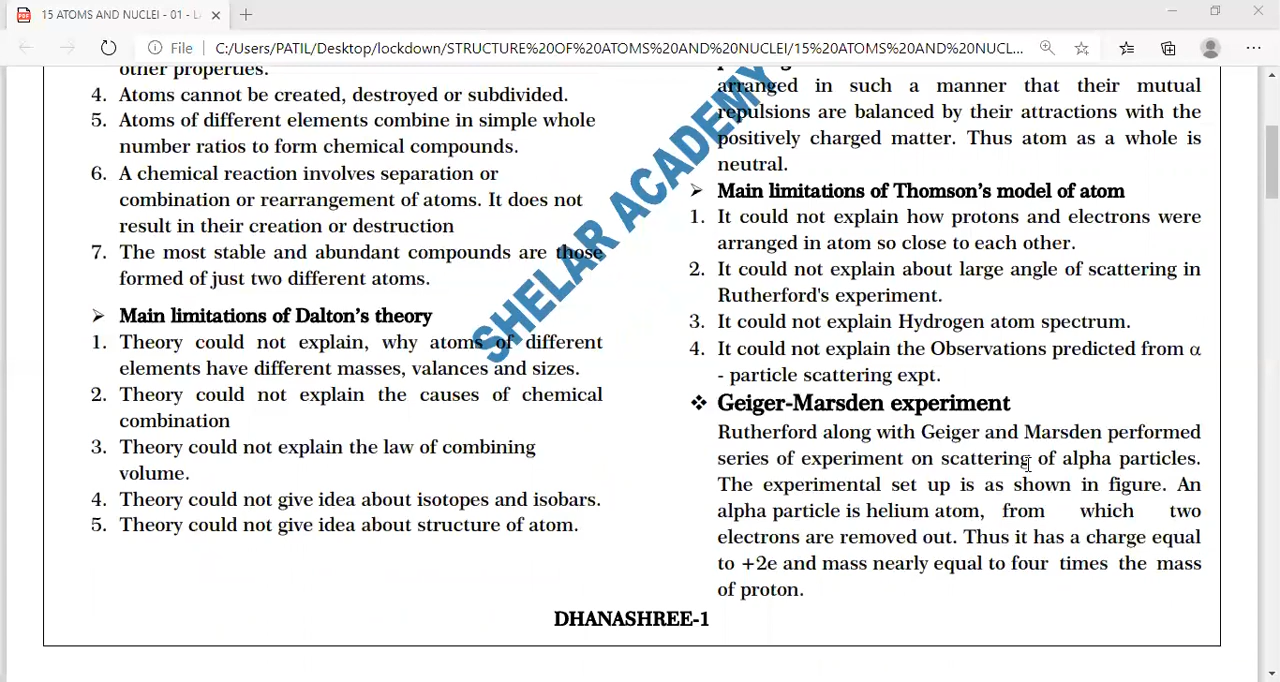 15 ATOMS AND NUCLEI - 01 - L
File
C:/Users/PATIL/Desktop/lockdown/STRUCTURE%20OF%20ATOMS%20AND%20NUCLEI/15%20ATOMS%20AND%20NUCL...
other properties.
4. Atoms cannot be created, destroyed or subdivided.
5. Atoms of different elements combine in simple whole
number ratios to form chemical compounds.
6. A chemical reaction involves separation or
combination or rearrangement of atoms. It does not
result in their creation or destruction
7. The most stable and abundant compounds are those
formed of just two different atoms.
➢ Main limitations of Dalton's theory
1. Theory could not explain, why atoms of different
elements have different masses, valances and sizes.
2. Theory could not explain the causes of chemical
combination
3. Theory could not explain the law of combining
volume.
4. Theory could not give idea about isotopes and isobars.
5. Theory could not give idea about structure of atom.
arranged in such a manner that their mutual
repulsions are balanced by their attractions with the
positively charged matter. Thus atom as a whole is
neutral.
➢ Main limitations of Thomson's model of atom
1. It could not explain how protons and electrons were
arranged in atom so close to each other.
2. It could not explain about large angle of scattering in
Rutherford's experiment.
3. It could not explain Hydrogen atom spectrum.
4. It could not explain the Observations predicted from α
- particle scattering expt.
❖ Geiger-Marsden experiment
Rutherford along with Geiger and Marsden performed
series of experiment on scattering of alpha particles.
The experimental set up is as shown in figure. An
alpha particle is helium atom, from which two
electrons are removed out. Thus it has a charge equal
to +2e and mass nearly equal to four times the mass
of proton.
SHELAR ACADEMY
DHANASHREE-1